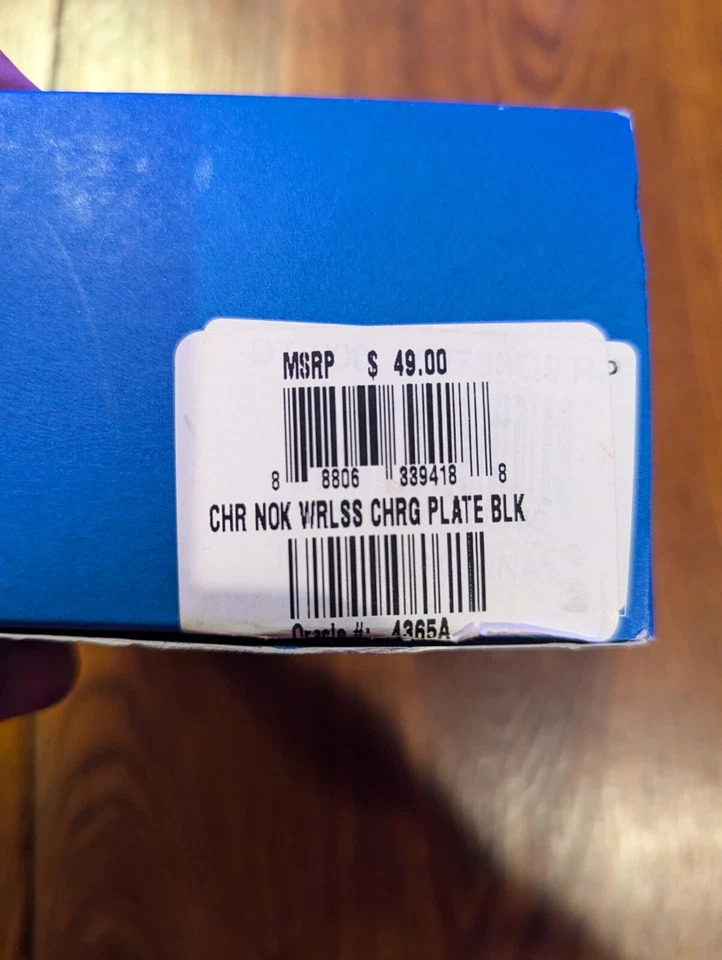 MSRP $ 49.00
8 8806 339418 8
CHR NOK WRLSS CHRG PLATE BLK
Oracle #: 4365A